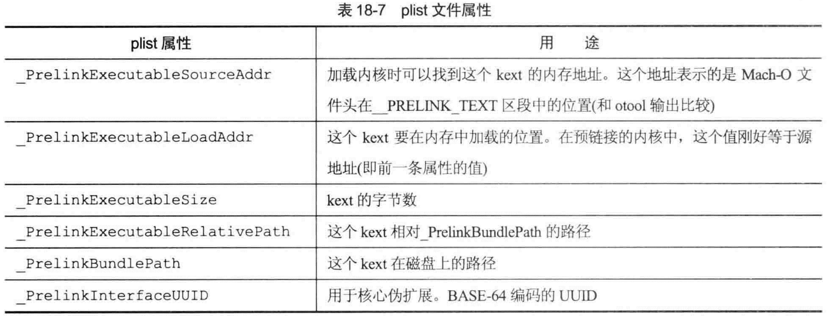 表 18-7 plist 文件属性
plist 属性 用 途
_PrelinkExecutableSourceAddr 加载内核时可以找到这个 kext 的内存地址。这个地址表示的是 Mach-O 文
件头在__PRELINK_TEXT 区段中的位置(和 otool 输出比较)
_PrelinkExecutableLoadAddr 这个 kext 要在内存中加载的位置。在预链接的内核中，这个值刚好等于源
地址(即前一条属性的值)
_PrelinkExecutableSize kext 的字节数
_PrelinkExecutableRelativePath 这个 kext 相对_PrelinkBundlePath 的路径
_PrelinkBundlePath 这个 kext 在磁盘上的路径
_PrelinkInterfaceUUID 用于核心伪扩展。BASE-64 编码的 UUID